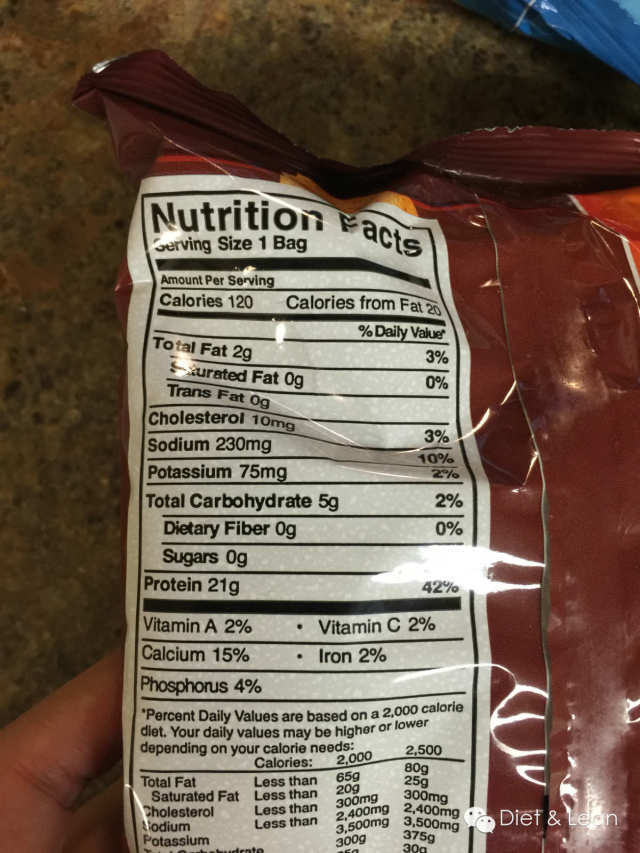 Nutrition Facts
Serving Size 1 Bag
Amount Per Serving
Calories 120 Calories from Fat 20
% Daily Value*
Total Fat 2g 3%
Saturated Fat 0g 0%
Trans Fat 0g
Cholesterol 10mg 3%
Sodium 230mg 10%
Potassium 75mg 2%
Total Carbohydrate 5g 2%
Dietary Fiber 0g 0%
Sugars 0g
Protein 21g 42%
Vitamin A 2% • Vitamin C 2%
Calcium 15% • Iron 2%
Phosphorus 4%
*Percent Daily Values are based on a 2,000 calorie
diet. Your daily values may be higher or lower
depending on your calorie needs:
Calories: 2,000 2,500
Total Fat Less than 65g 80g
Saturated Fat Less than 20g 25g
Cholesterol Less than 300mg 300mg
Sodium Less than 2,400mg 2,400mg
Potassium 3,500mg 3,500mg
Total Carbohydrate 300g 375g
30g
Diet & Lean